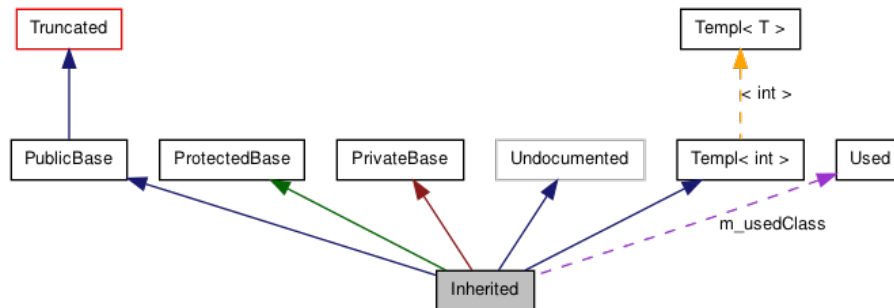 Truncated
Templ< T >
< int >
PublicBase
ProtectedBase
PrivateBase
Undocumented
Templ< int >
Used
m_usedClass
Inherited